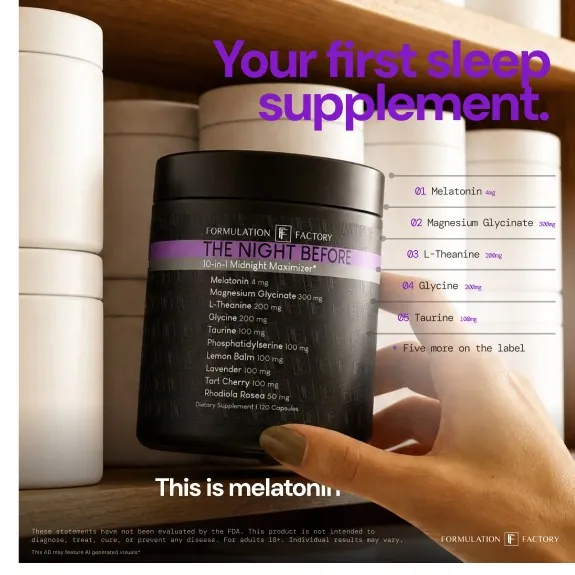 Your first sleep
supplement.
01 Melatonin 4mg
02 Magnesium Glycinate 300mg
03 L-Theanine 200mg
04 Glycine 200mg
05 Taurine 100mg
+ Five more on the label
FORMULATION FF FACTORY
THE NIGHT BEFORE
10-in-1 Midnight Maximizer*
Melatonin 4 mg
Magnesium Glycinate 300 mg
L-Theanine 200 mg
Glycine 200 mg
Taurine 100 mg
Phosphatidylserine 100 mg
Lemon Balm 100 mg
Lavender 100 mg
Tart Cherry 100 mg
Rhodiola Rosea 50 mg
Dietary Supplement | 120 Capsules
This is melatonin
These statements have not been evaluated by the FDA. This product is not intended to
diagnose, treat, cure, or prevent any disease. For adults 18+. Individual results may vary.
This AD may feature AI generated visuals*
FORMULATION FF FACTORY